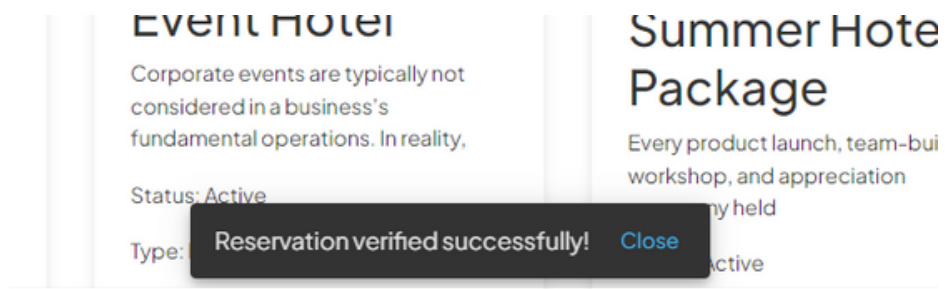 Event Hotel
Corporate events are typically not
considered in a business's
fundamental operations. In reality,
Status: Active
Type:
Summer Hote
Package
Every product launch, team-bui
workshop, and appreciation
ny held
Active
Reservation verified successfully! Close